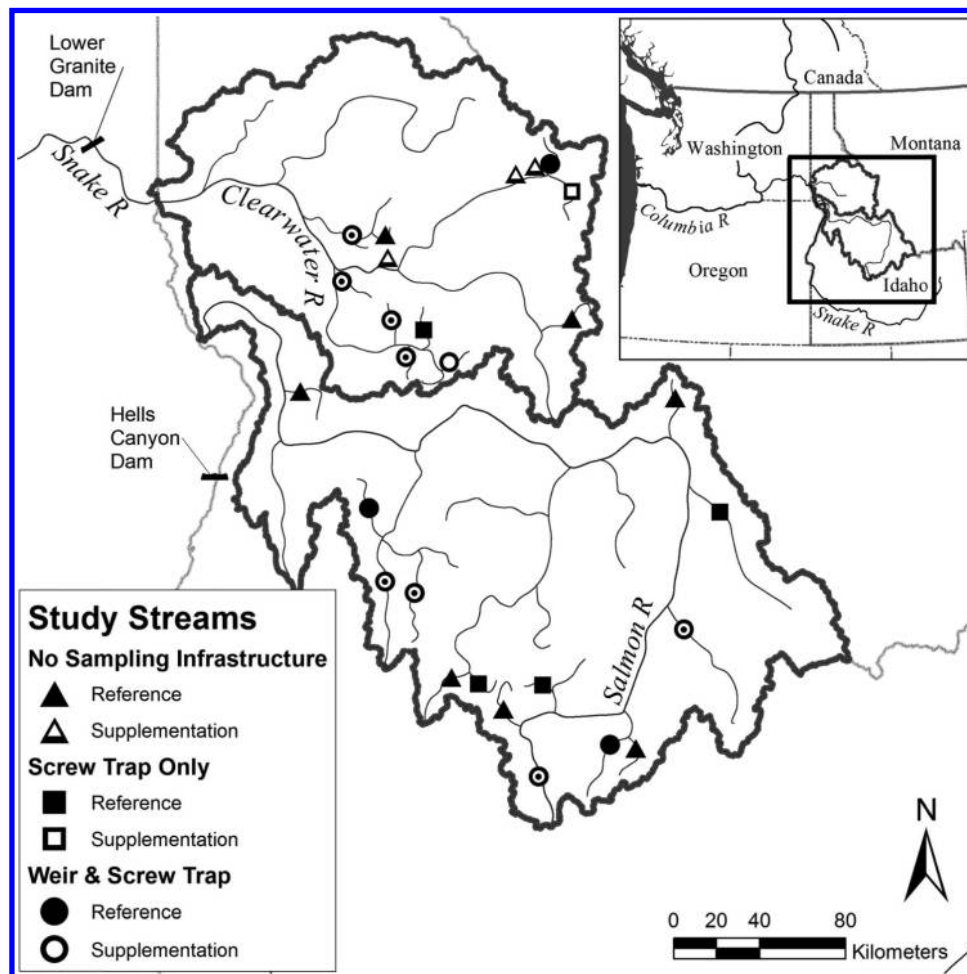 Lower
Granite
Dam
Snake R
Clearwater R
Canada
Washington
Montana
Columbia R
Oregon
Idaho
Snake R
Hells
Canyon
Dam
Salmon R
Study Streams
No Sampling Infrastructure
Reference
Supplementation
Screw Trap Only
Reference
Supplementation
Weir & Screw Trap
Reference
Supplementation
N
0 20 40 80
Kilometers